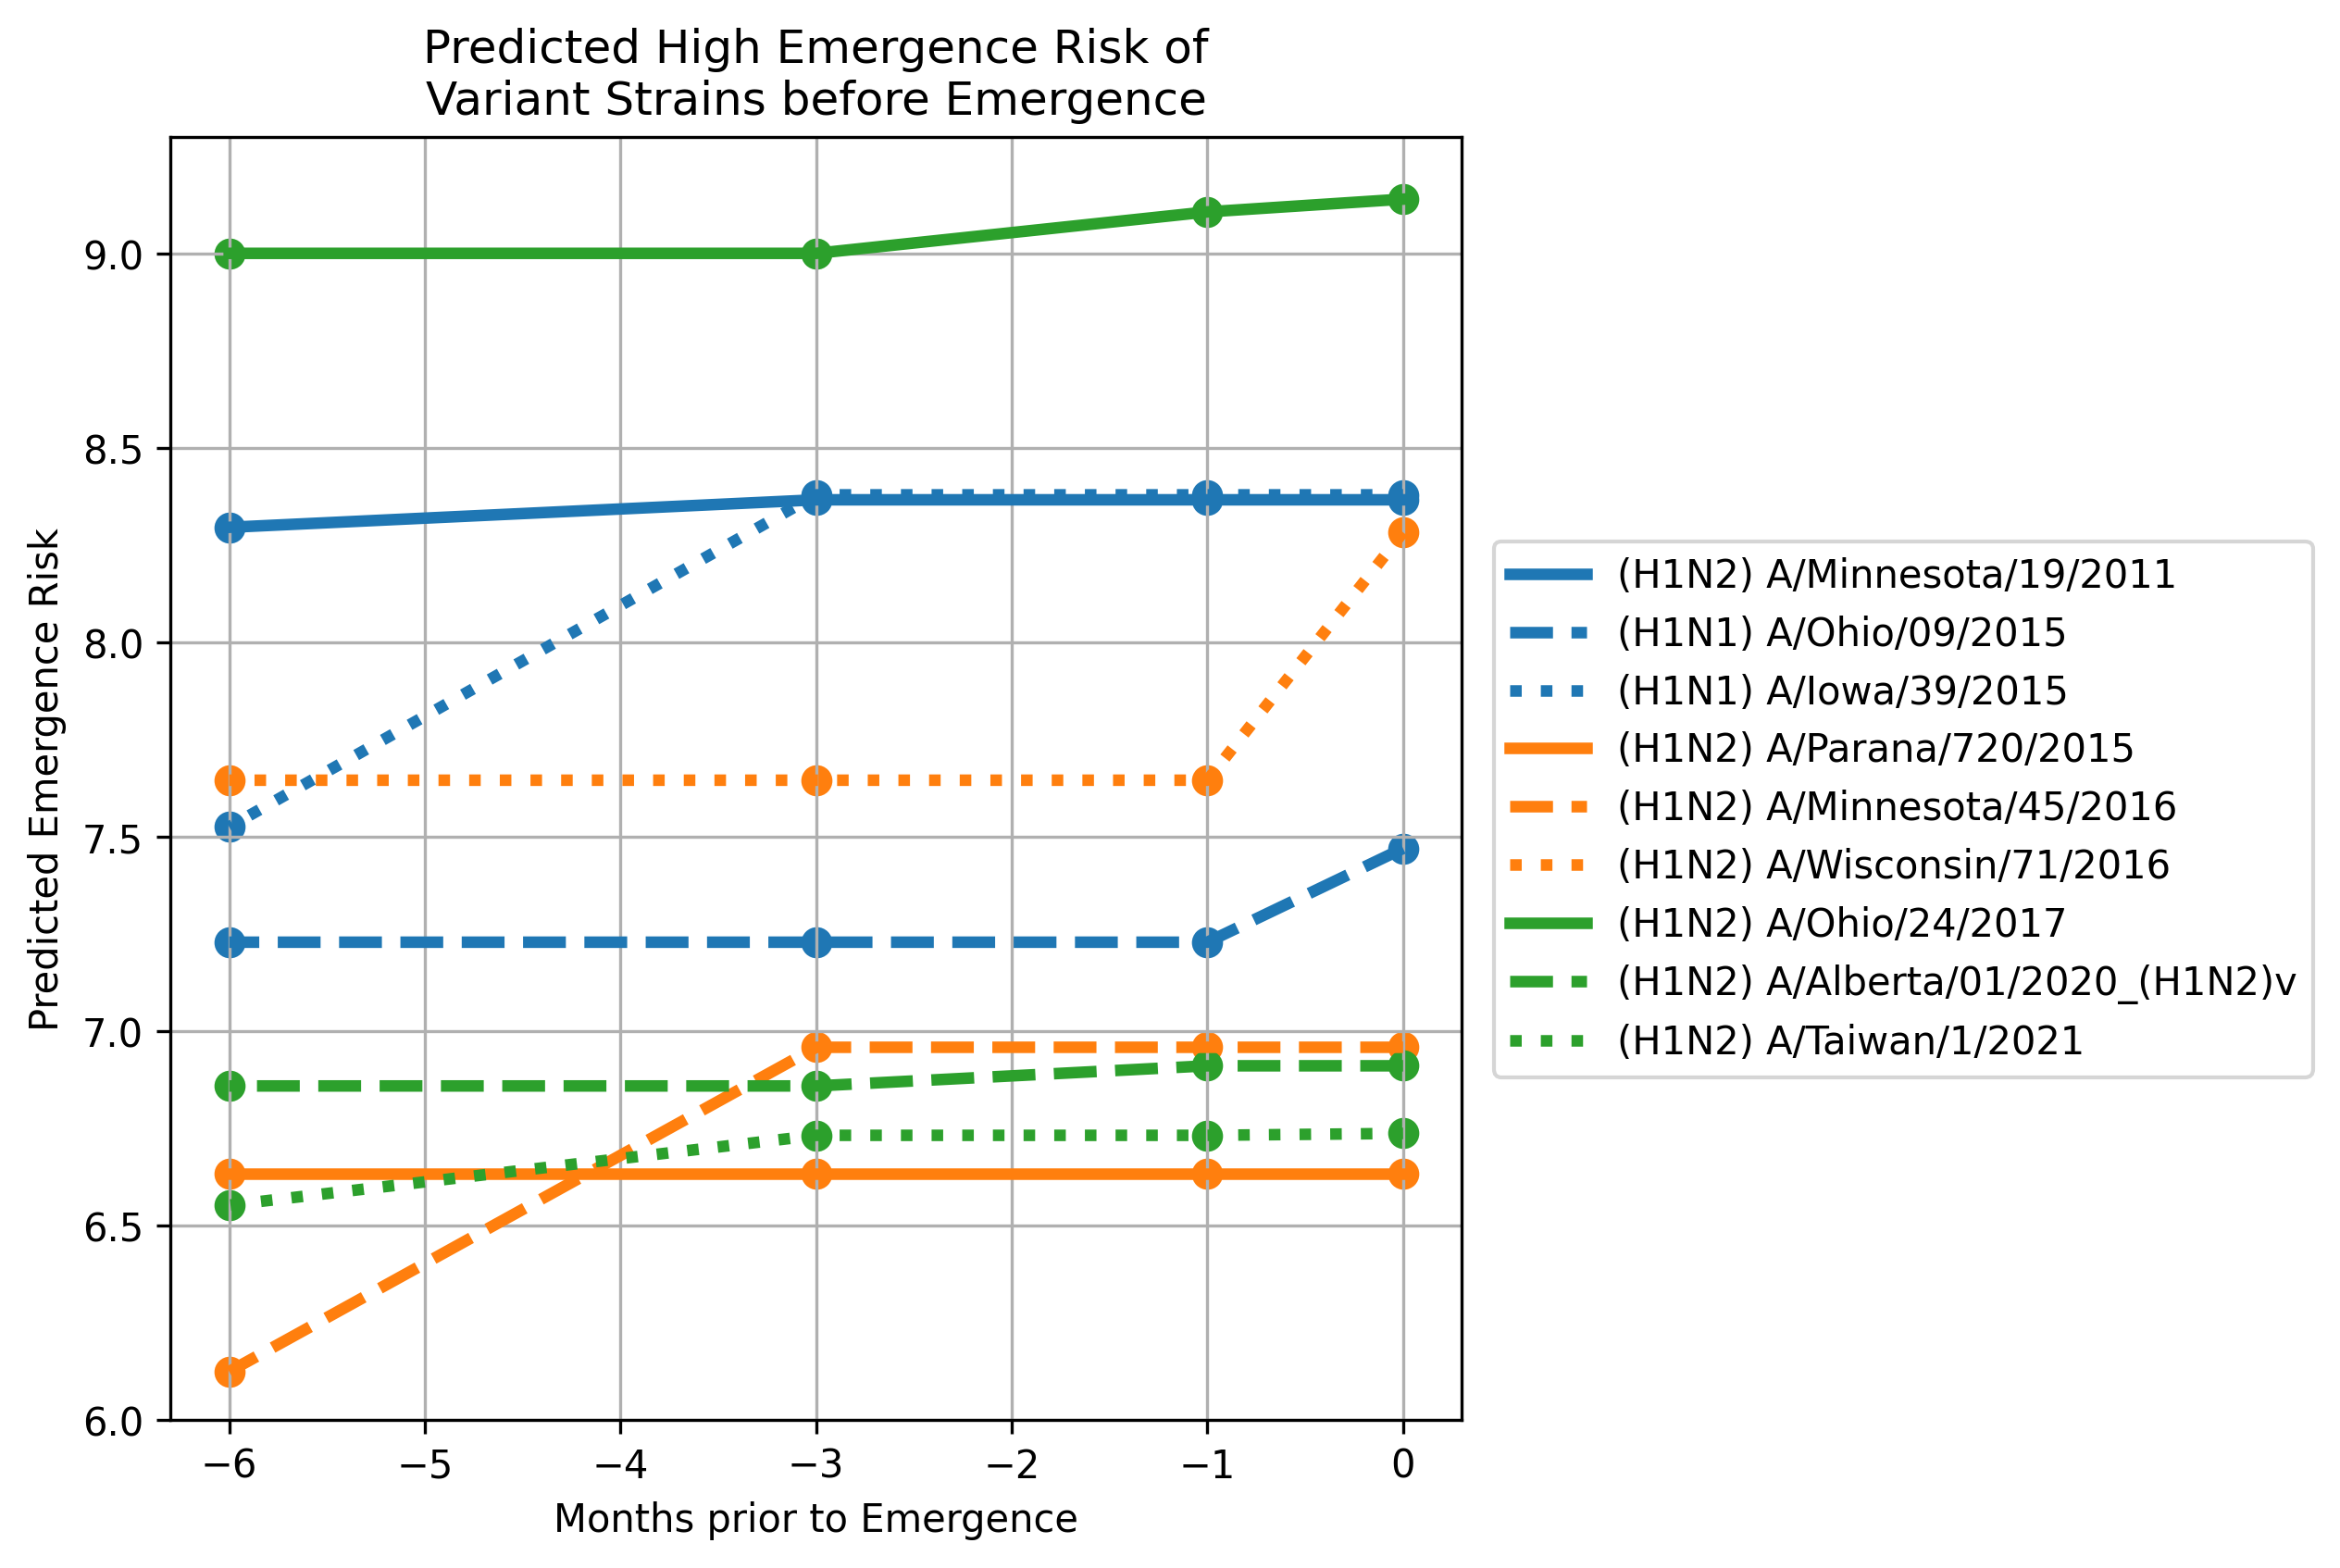 Predicted High Emergence Risk of
Variant Strains before Emergence
Predicted Emergence Risk
9.0
8.5
8.0
7.5
7.0
6.5
6.0
−6 −5 −4 −3 −2 −1 0
Months prior to Emergence
(H1N2) A/Minnesota/19/2011
(H1N1) A/Ohio/09/2015
(H1N1) A/Iowa/39/2015
(H1N2) A/Parana/720/2015
(H1N2) A/Minnesota/45/2016
(H1N2) A/Wisconsin/71/2016
(H1N2) A/Ohio/24/2017
(H1N2) A/Alberta/01/2020_(H1N2)v
(H1N2) A/Taiwan/1/2021